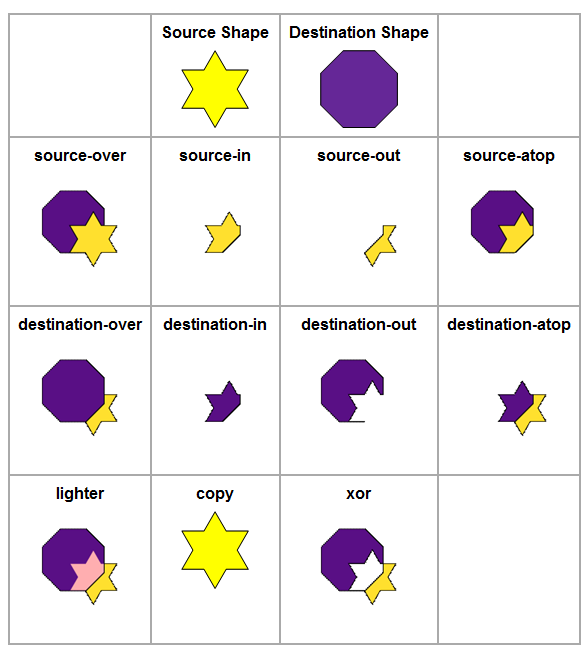 Source Shape
Destination Shape
source-over
source-in
source-out
source-atop
destination-over
destination-in
destination-out
destination-atop
lighter
copy
xor